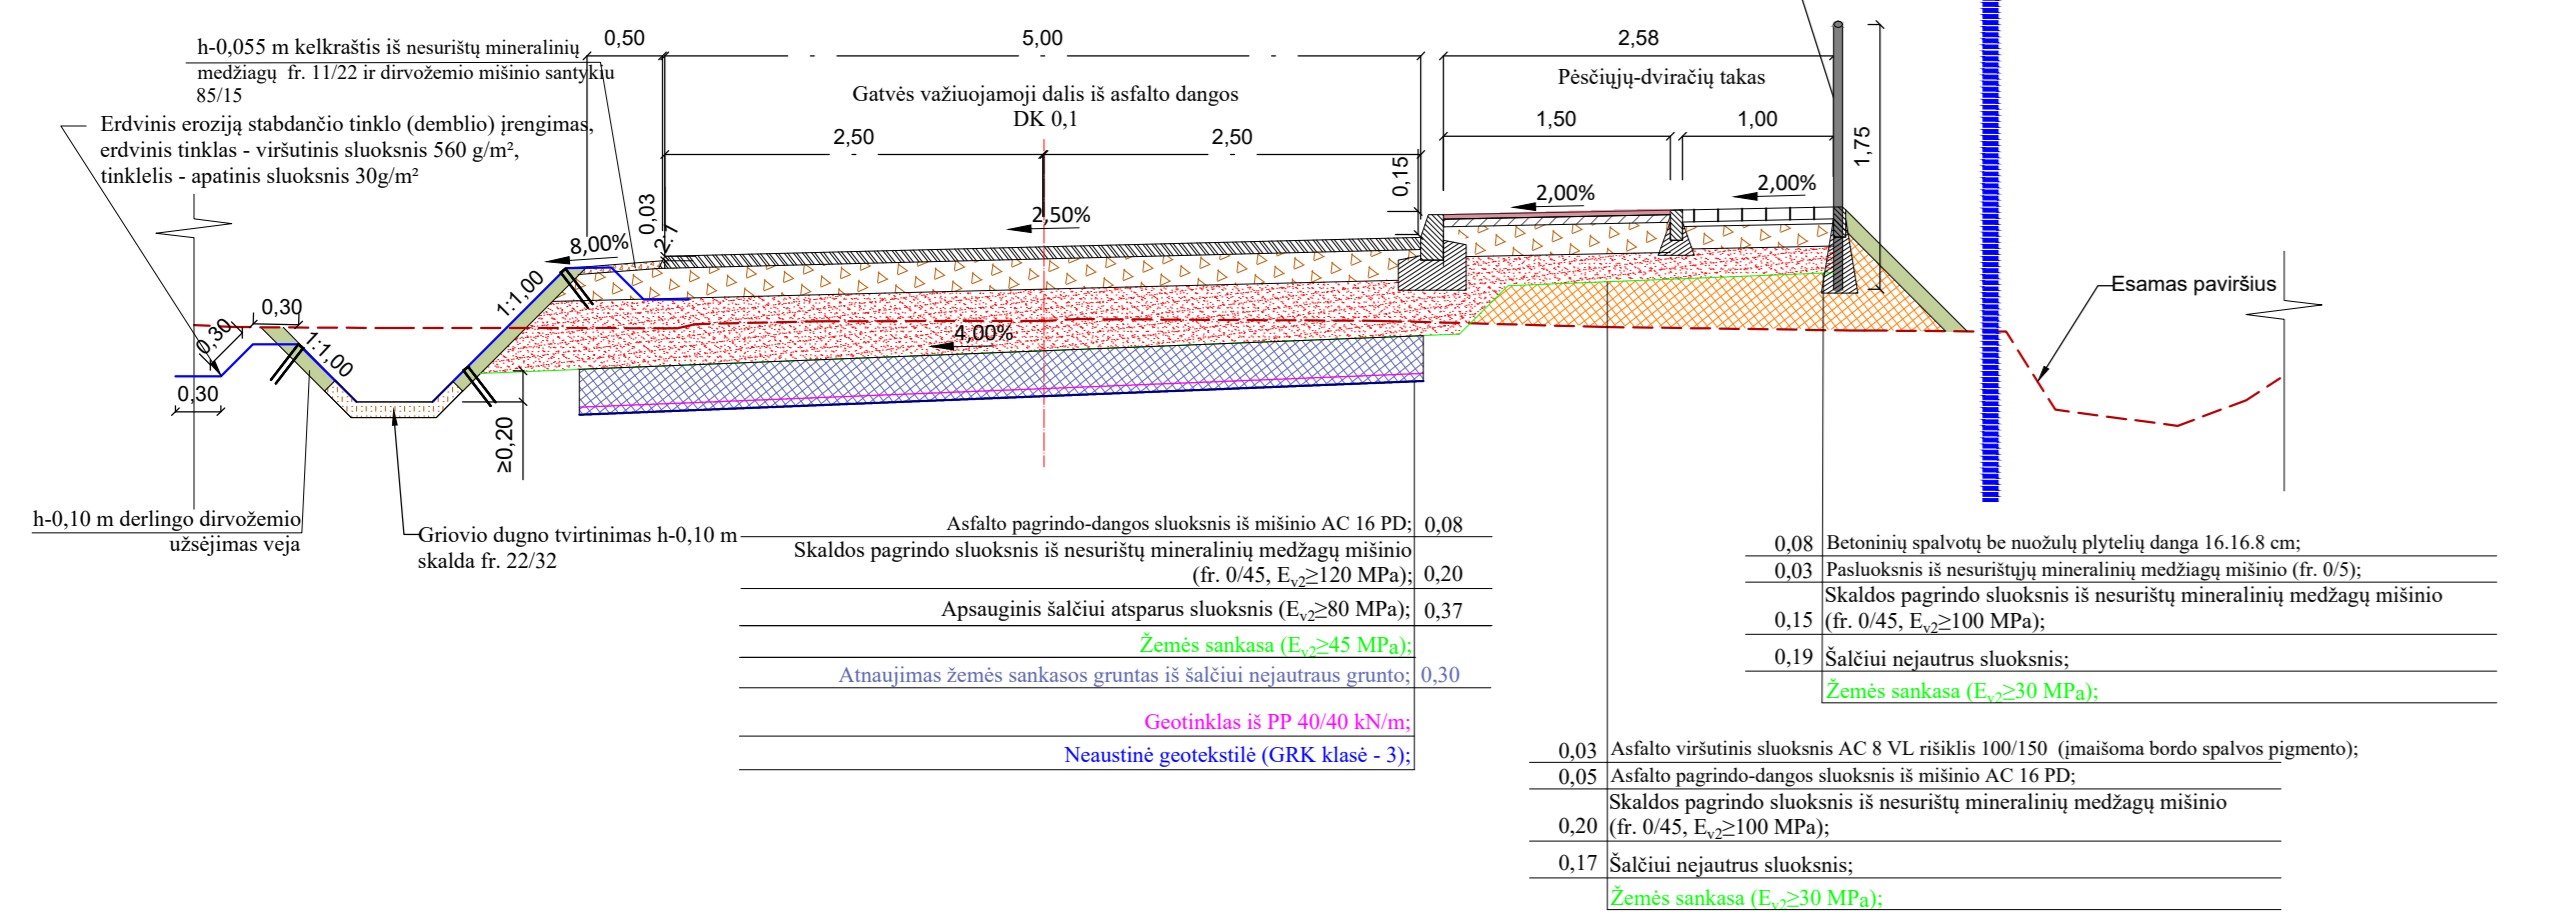 h-0,055 m kelkraštis iš nesurištų mineralinių
medžiagų fr. 11/22 ir dirvožemio mišinio santykiu
85/15
Erdvinis eroziją stabdančio tinklo (demblio) įrengimas,
erdvinis tinklas - viršutinis sluoksnis 560 g/m²,
tinklelis - apatinis sluoksnis 30g/m²
0,50
5,00
2,58
Gatvės važiuojamoji dalis iš asfalto dangos
DK 0,1
Pėsčiųjų-dviračių takas
2,50
2,50
1,50
1,00
1,75
0,15
0,03
2:7
8,00%
2,50%
2,00%
2,00%
4,00%
1:1,00
0,30
0,30
1:1,00
0,30
≥0,20
Esamas paviršius
h-0,10 m derlingo dirvožemio
užsėjimas veja
Griovio dugno tvirtinimas h-0,10 m
skalda fr. 22/32
Asfalto pagrindo-dangos sluoksnis iš mišinio AC 16 PD; 0,08
Skaldos pagrindo sluoksnis iš nesurištų mineralinių medžagų mišinio
(fr. 0/45, Ev2≥120 MPa); 0,20
Apsauginis šalčiui atsparus sluoksnis (Ev2≥80 MPa); 0,37
Žemės sankasa (Ev2≥45 MPa);
Atnaujimas žemės sankasos gruntas iš šalčiui nejautraus grunto; 0,30
Geotinklas iš PP 40/40 kN/m;
Neaustinė geotekstilė (GRK klasė - 3);
0,08 Betoninių spalvotų be nuožulų plytelių danga 16.16.8 cm;
0,03 Pasluoksnis iš nesurištųjų mineralinių medžiagų mišinio (fr. 0/5);
Skaldos pagrindo sluoksnis iš nesurištų mineralinių medžagų mišinio
0,15 (fr. 0/45, Ev2≥100 MPa);
0,19 Šalčiui nejautrus sluoksnis;
Žemės sankasa (Ev2≥30 MPa);
0,03 Asfalto viršutinis sluoksnis AC 8 VL rišiklis 100/150 (įmaišoma bordo spalvos pigmento);
0,05 Asfalto pagrindo-dangos sluoksnis iš mišinio AC 16 PD;
Skaldos pagrindo sluoksnis iš nesurištų mineralinių medžagų mišinio
0,20 (fr. 0/45, Ev2≥100 MPa);
0,17 Šalčiui nejautrus sluoksnis;
Žemės sankasa (Ev2≥30 MPa);